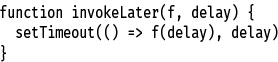 function invokeLater(f, delay) {
  setTimeout(() => f(delay), delay)
}